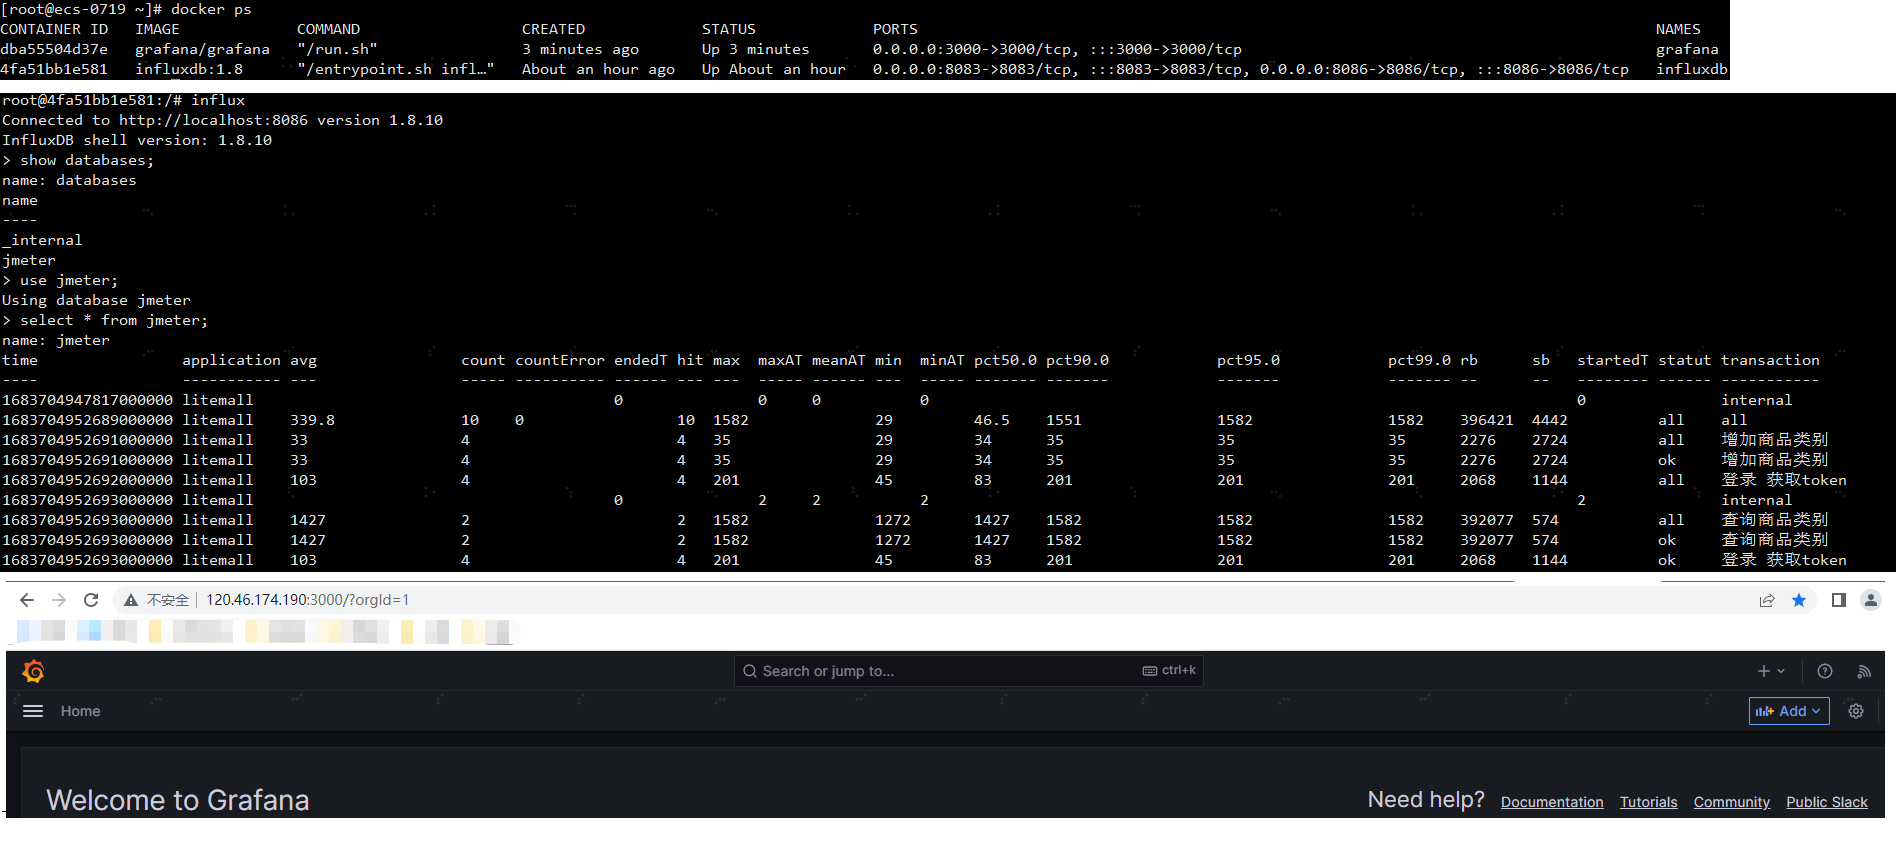 [root@ecs-0719 ~]# docker ps
CONTAINER ID IMAGE COMMAND CREATED STATUS PORTS NAMES
dba55504d37e grafana/grafana "/run.sh" 3 minutes ago Up 3 minutes 0.0.0.0:3000->3000/tcp, :::3000->3000/tcp grafana
4fa51bb1e581 influxdb:1.8 "/entrypoint.sh infl…" About an hour ago Up About an hour 0.0.0.0:8083->8083/tcp, :::8083->8083/tcp, 0.0.0.0:8086->8086/tcp, :::8086->8086/tcp influxdb
root@4fa51bb1e581:/# influx
Connected to http://localhost:8086 version 1.8.10
InfluxDB shell version: 1.8.10
> show databases;
name: databases
name
----
_internal
jmeter
> use jmeter;
Using database jmeter
> select * from jmeter;
name: jmeter
time application avg count countError endedT hit max maxAT meanAT min minAT pct50.0 pct90.0 pct95.0 pct99.0 rb sb startedT statut transaction
---- ----------- --- ----- ---------- ------ --- --- ----- ------ --- ----- ------- ------- ------- ------- -- -- -------- ------ -----------
1683704947817000000 litemall 0 0 0 0 0 internal
1683704952689000000 litemall 339.8 10 0 10 1582 29 46.5 1551 1582 1582 396421 4442 all all
1683704952691000000 litemall 33 4 4 35 29 34 35 35 35 2276 2724 all 增加商品类别
1683704952691000000 litemall 33 4 4 35 29 34 35 35 35 2276 2724 ok 增加商品类别
1683704952692000000 litemall 103 4 4 201 45 83 201 201 201 2068 1144 all 登录 获取token
1683704952693000000 litemall 0 2 2 2 2 internal
1683704952693000000 litemall 1427 2 2 1582 1272 1427 1582 1582 1582 392077 574 all 查询商品类别
1683704952693000000 litemall 1427 2 2 1582 1272 1427 1582 1582 1582 392077 574 ok 查询商品类别
1683704952693000000 litemall 103 4 4 201 45 83 201 201 201 2068 1144 ok 登录 获取token
不安全 | 120.46.174.190:3000/?orgId=1
Search or jump to... ctrl+k
Home Add
Welcome to Grafana Need help? Documentation Tutorials Community Public Slack